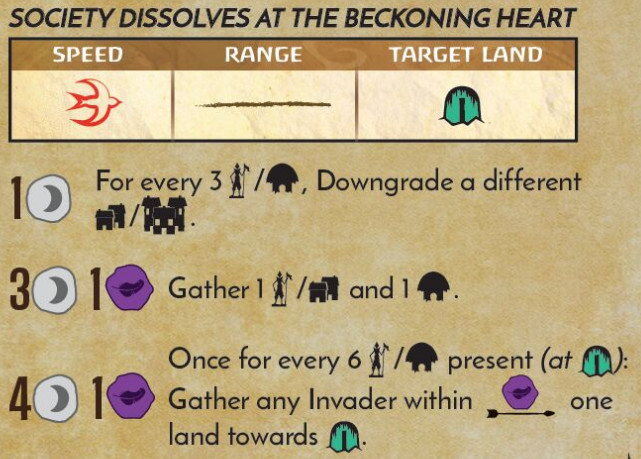 SOCIETY DISSOLVES AT THE BECKONING HEART
SPEED RANGE TARGET LAND
1 For every 3 / , Downgrade a different
/ .
3 1 Gather 1 / and 1 .
Once for every 6 / present (at ):
4 1 Gather any Invader within one
land towards .